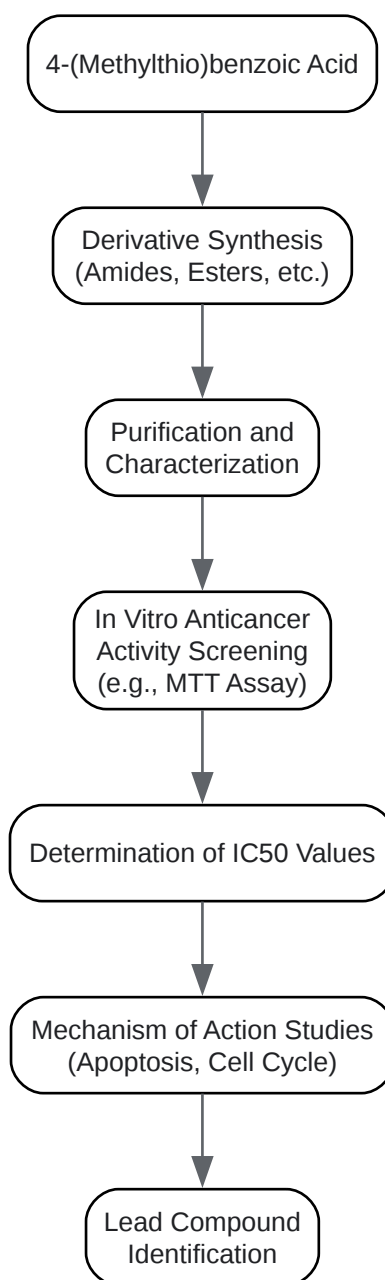 4-(Methylthio)benzoic Acid
Derivative Synthesis
(Amides, Esters, etc.)
Purification and
Characterization
In Vitro Anticancer
Activity Screening
(e.g., MTT Assay)
Determination of IC50 Values
Mechanism of Action Studies
(Apoptosis, Cell Cycle)
Lead Compound
Identification